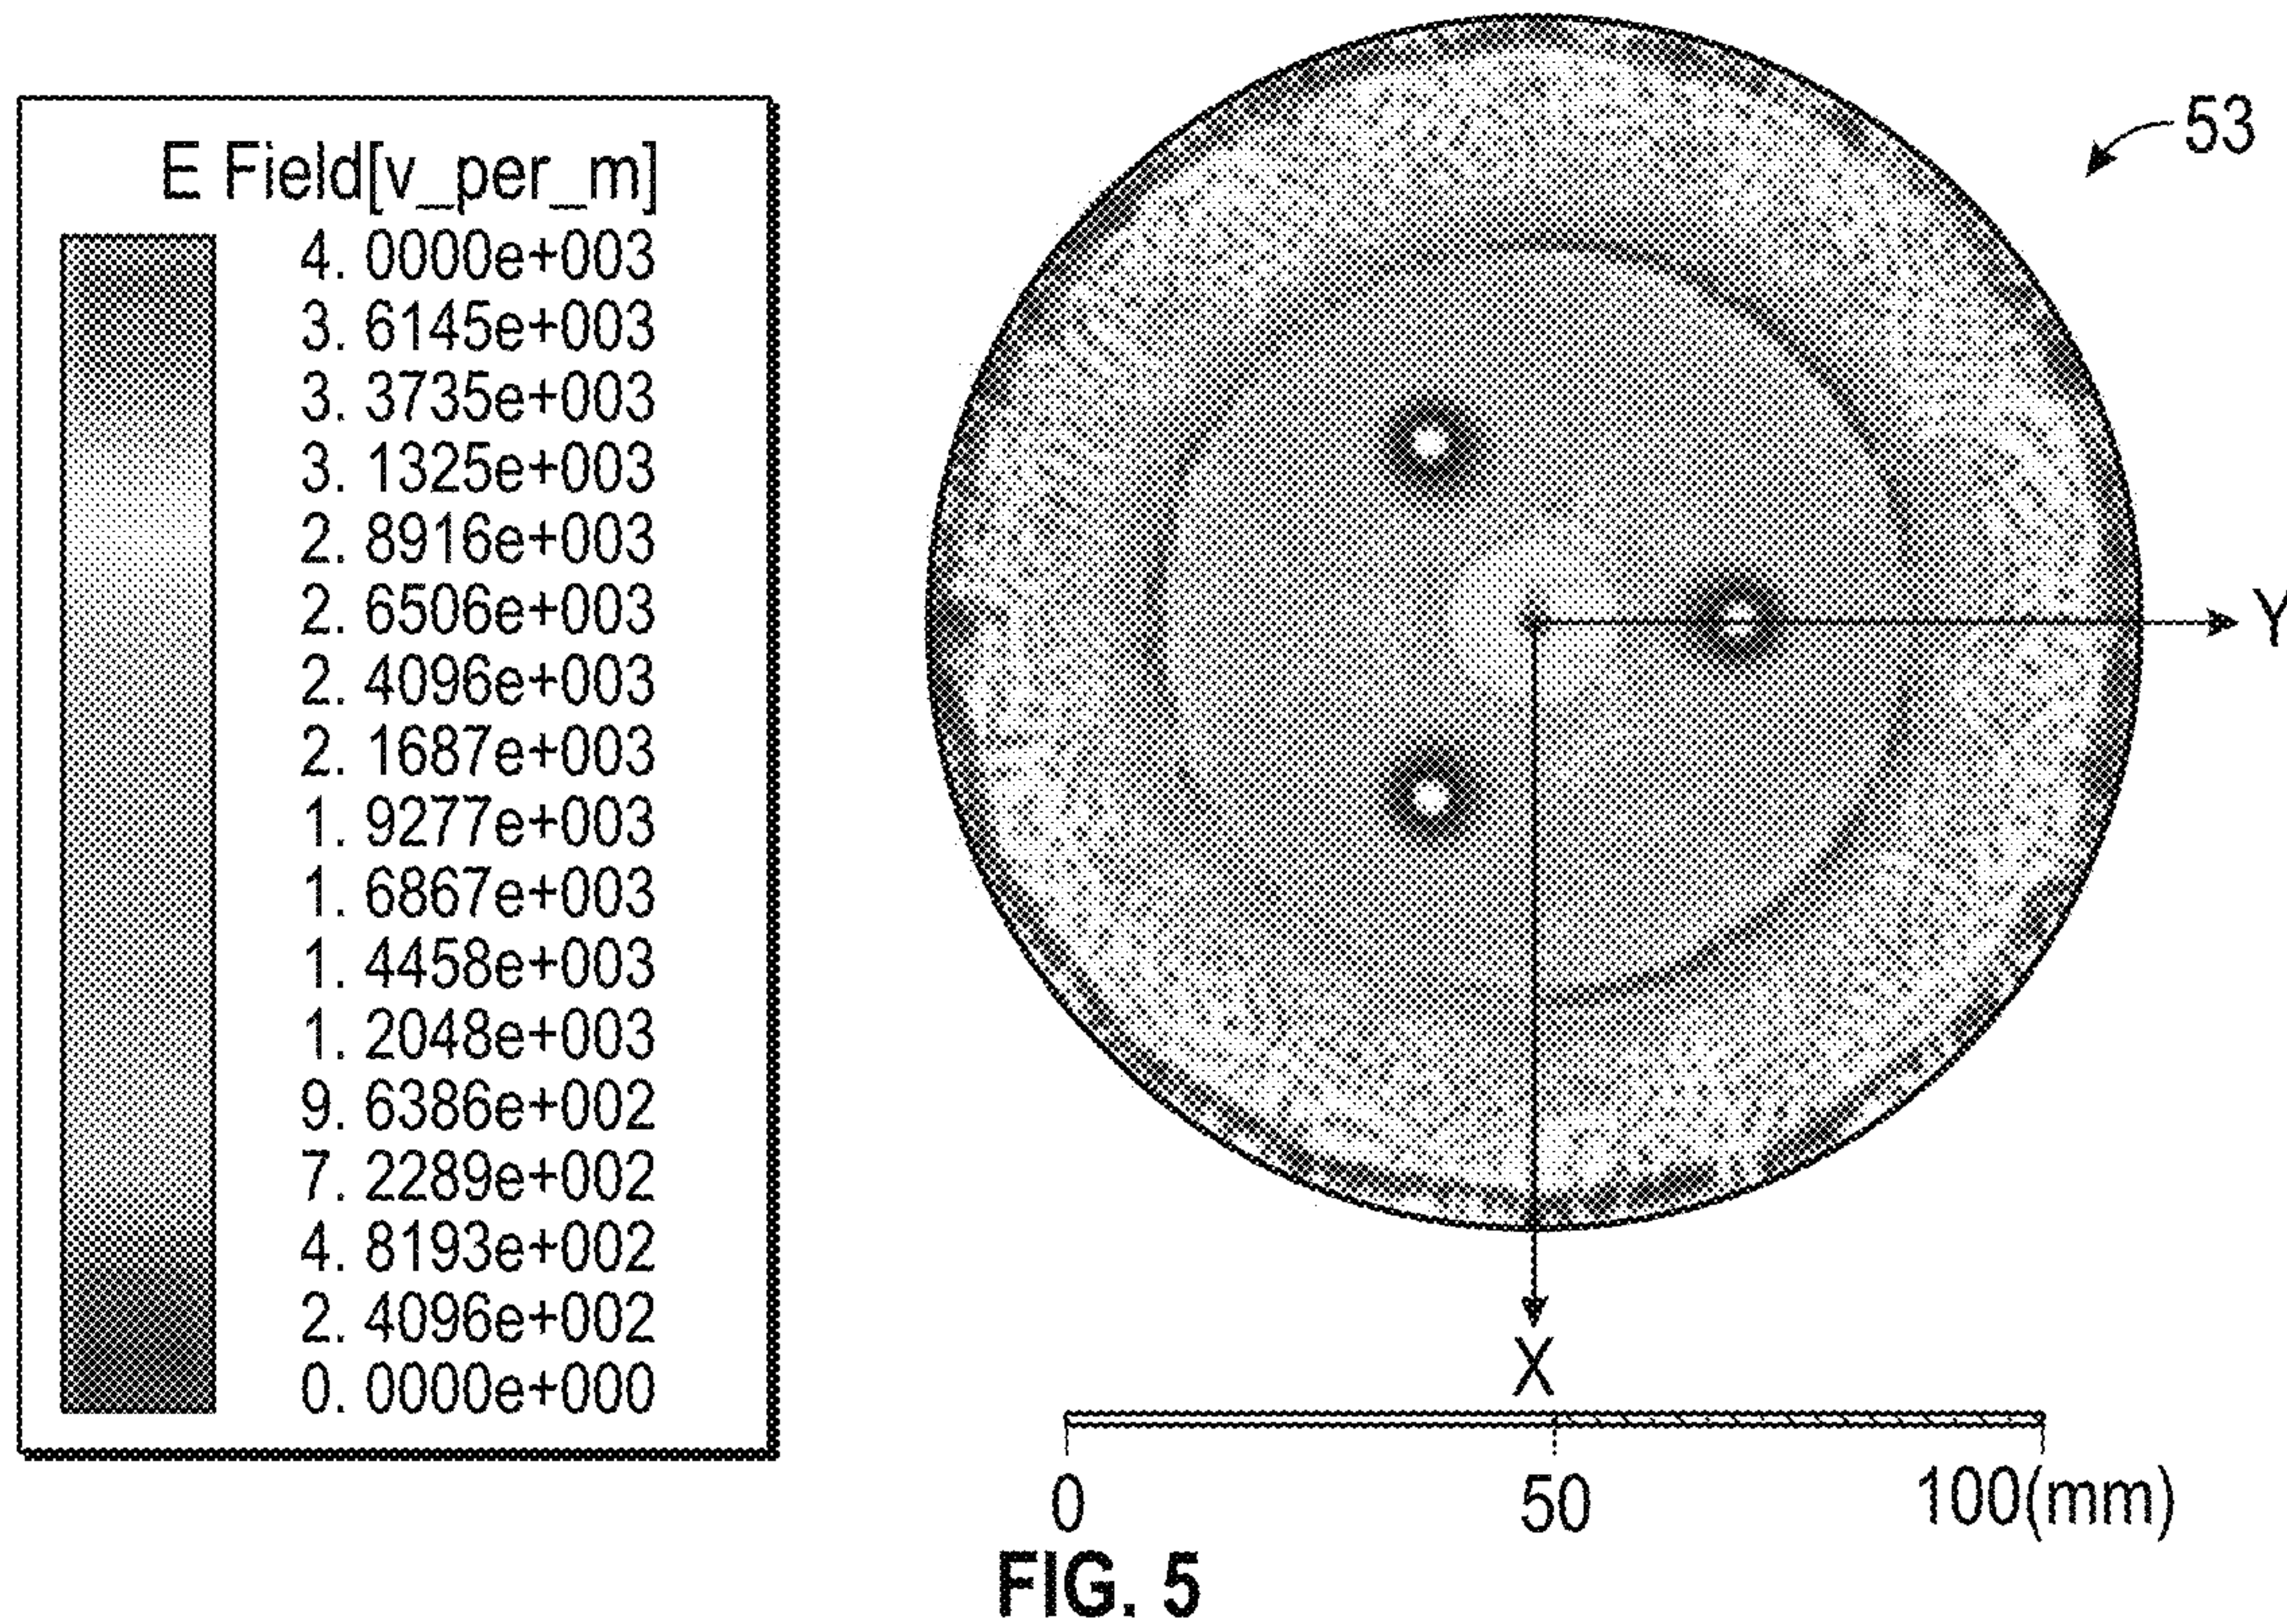 E Field[v_per_m]
4. 0000e+003
3. 6145e+003
3. 3735e+003
3. 1325e+003
2. 8916e+003
2. 6506e+003
2. 4096e+003
2. 1687e+003
1. 9277e+003
1. 6867e+003
1. 4458e+003
1. 2048e+003
9. 6386e+002
7. 2289e+002
4. 8193e+002
2. 4096e+002
0. 0000e+000
53
Y
X
0 50 100(mm)
FIG. 5